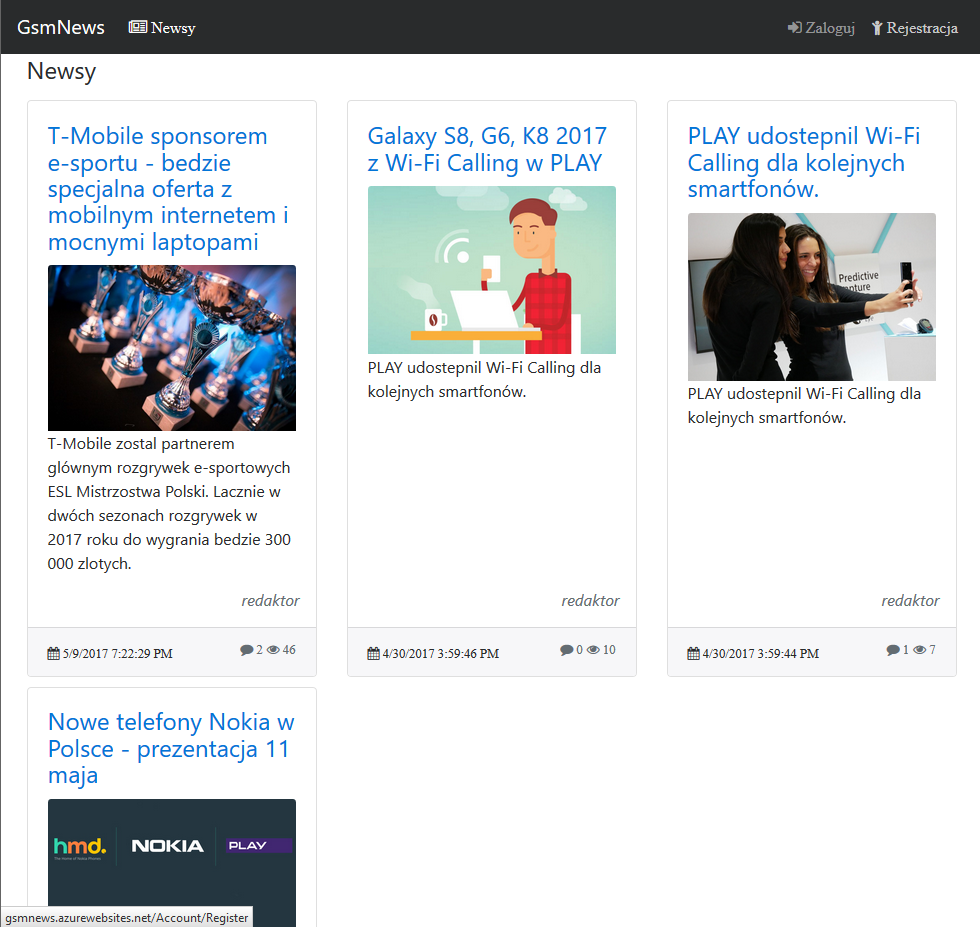 GsmNews
Newsy
Zaloguj
Rejestracja
Newsy
T-Mobile sponsorem
e-sportu - bedzie
specjalna oferta z
mobilnym internetem i
mocnymi laptopami
T-Mobile zostal partnerem
glównym rozgrywek e-sportowych
ESL Mistrzostwa Polski. Lacznie w
dwóch sezonach rozgrywek w
2017 roku do wygrania bedzie 300
000 zlotych.
redaktor
5/9/2017 7:22:29 PM
2 46
Galaxy S8, G6, K8 2017
z Wi-Fi Calling w PLAY
PLAY udostepnil Wi-Fi Calling dla
kolejnych smartfonów.
redaktor
4/30/2017 3:59:46 PM
0 10
PLAY udostepnil Wi-Fi
Calling dla kolejnych
smartfonów.
Predictive
PLAY udostepnil Wi-Fi Calling dla
kolejnych smartfonów.
redaktor
4/30/2017 3:59:44 PM
1 7
Nowe telefony Nokia w
Polsce - prezentacja 11
maja
hmd.
The Home of Nokia Phones
NOKIA
PLAY
gsmnews.azurewebsites.net/Account/Register